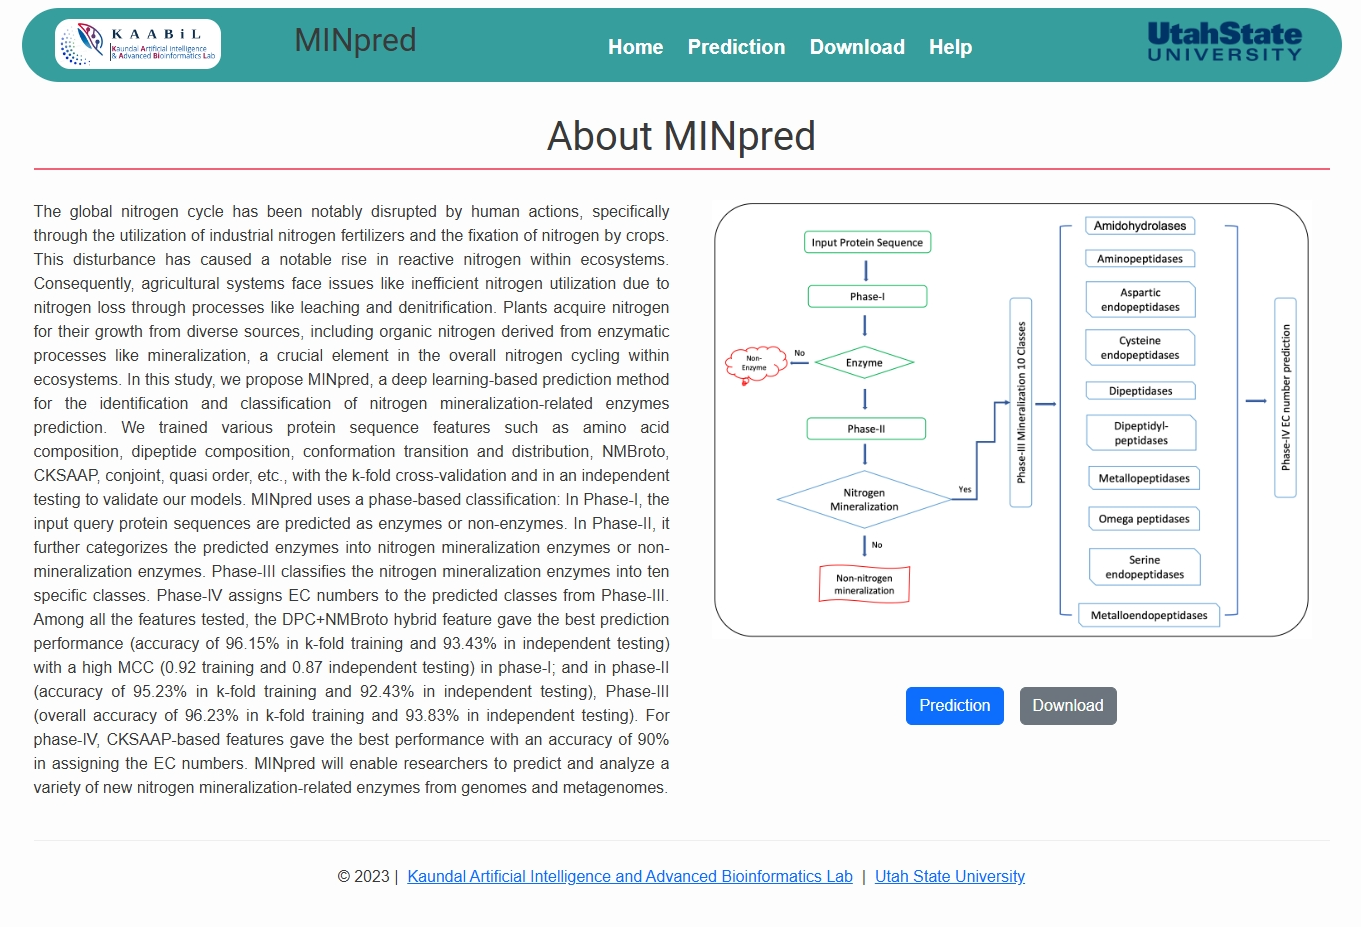 K A A B i L
Kaundal Artificial Intelligence
& Advanced Bioinformatics Lab
MINpred
Home Prediction Download Help
UtahState
UNIVERSITY
About MINpred
The global nitrogen cycle has been notably disrupted by human actions, specifically
through the utilization of industrial nitrogen fertilizers and the fixation of nitrogen by crops.
This disturbance has caused a notable rise in reactive nitrogen within ecosystems.
Consequently, agricultural systems face issues like inefficient nitrogen utilization due to
nitrogen loss through processes like leaching and denitrification. Plants acquire nitrogen
for their growth from diverse sources, including organic nitrogen derived from enzymatic
processes like mineralization, a crucial element in the overall nitrogen cycling within
ecosystems. In this study, we propose MINpred, a deep learning-based prediction method
for the identification and classification of nitrogen mineralization-related enzymes
prediction. We trained various protein sequence features such as amino acid
composition, dipeptide composition, conformation transition and distribution, NMBroto,
CKSAAP, conjoint, quasi order, etc., with the k-fold cross-validation and in an independent
testing to validate our models. MINpred uses a phase-based classification: In Phase-I, the
input query protein sequences are predicted as enzymes or non-enzymes. In Phase-II, it
further categorizes the predicted enzymes into nitrogen mineralization enzymes or non-
mineralization enzymes. Phase-III classifies the nitrogen mineralization enzymes into ten
specific classes. Phase-IV assigns EC numbers to the predicted classes from Phase-III.
Among all the features tested, the DPC+NMBroto hybrid feature gave the best prediction
performance (accuracy of 96.15% in k-fold training and 93.43% in independent testing)
with a high MCC (0.92 training and 0.87 independent testing) in phase-I; and in phase-II
(accuracy of 95.23% in k-fold training and 92.43% in independent testing), Phase-III
(overall accuracy of 96.23% in k-fold training and 93.83% in independent testing). For
phase-IV, CKSAAP-based features gave the best performance with an accuracy of 90%
in assigning the EC numbers. MINpred will enable researchers to predict and analyze a
variety of new nitrogen mineralization-related enzymes from genomes and metagenomes.
Input Protein Sequence
Phase-I
Enzyme
No
Non-
Enzyme
Phase-II
Nitrogen
Mineralization
Yes
No
Non-nitrogen
mineralization
Phase-III Mineralization 10 Classes
Amidohydrolases
Aminopeptidases
Aspartic
endopeptidases
Cysteine
endopeptidases
Dipeptidases
Dipeptidyl-
peptidases
Metallopeptidases
Omega peptidases
Serine
endopeptidases
Metalloendopeptidases
Phase-IV EC number prediction
Prediction Download
© 2023 | Kaundal Artificial Intelligence and Advanced Bioinformatics Lab | Utah State University